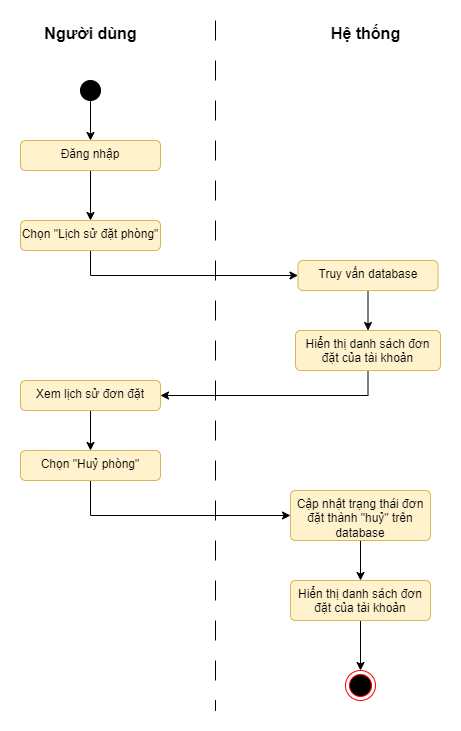 Người dùng
Hệ thống
Đăng nhập
Chọn "Lịch sử đặt phòng"
Truy vấn database
Hiển thị danh sách đơn
đặt của tài khoản
Xem lịch sử đơn đặt
Chọn "Huỷ phòng"
Cập nhật trạng thái đơn
đặt thành "huỷ" trên
database
Hiển thị danh sách đơn
đặt của tài khoản